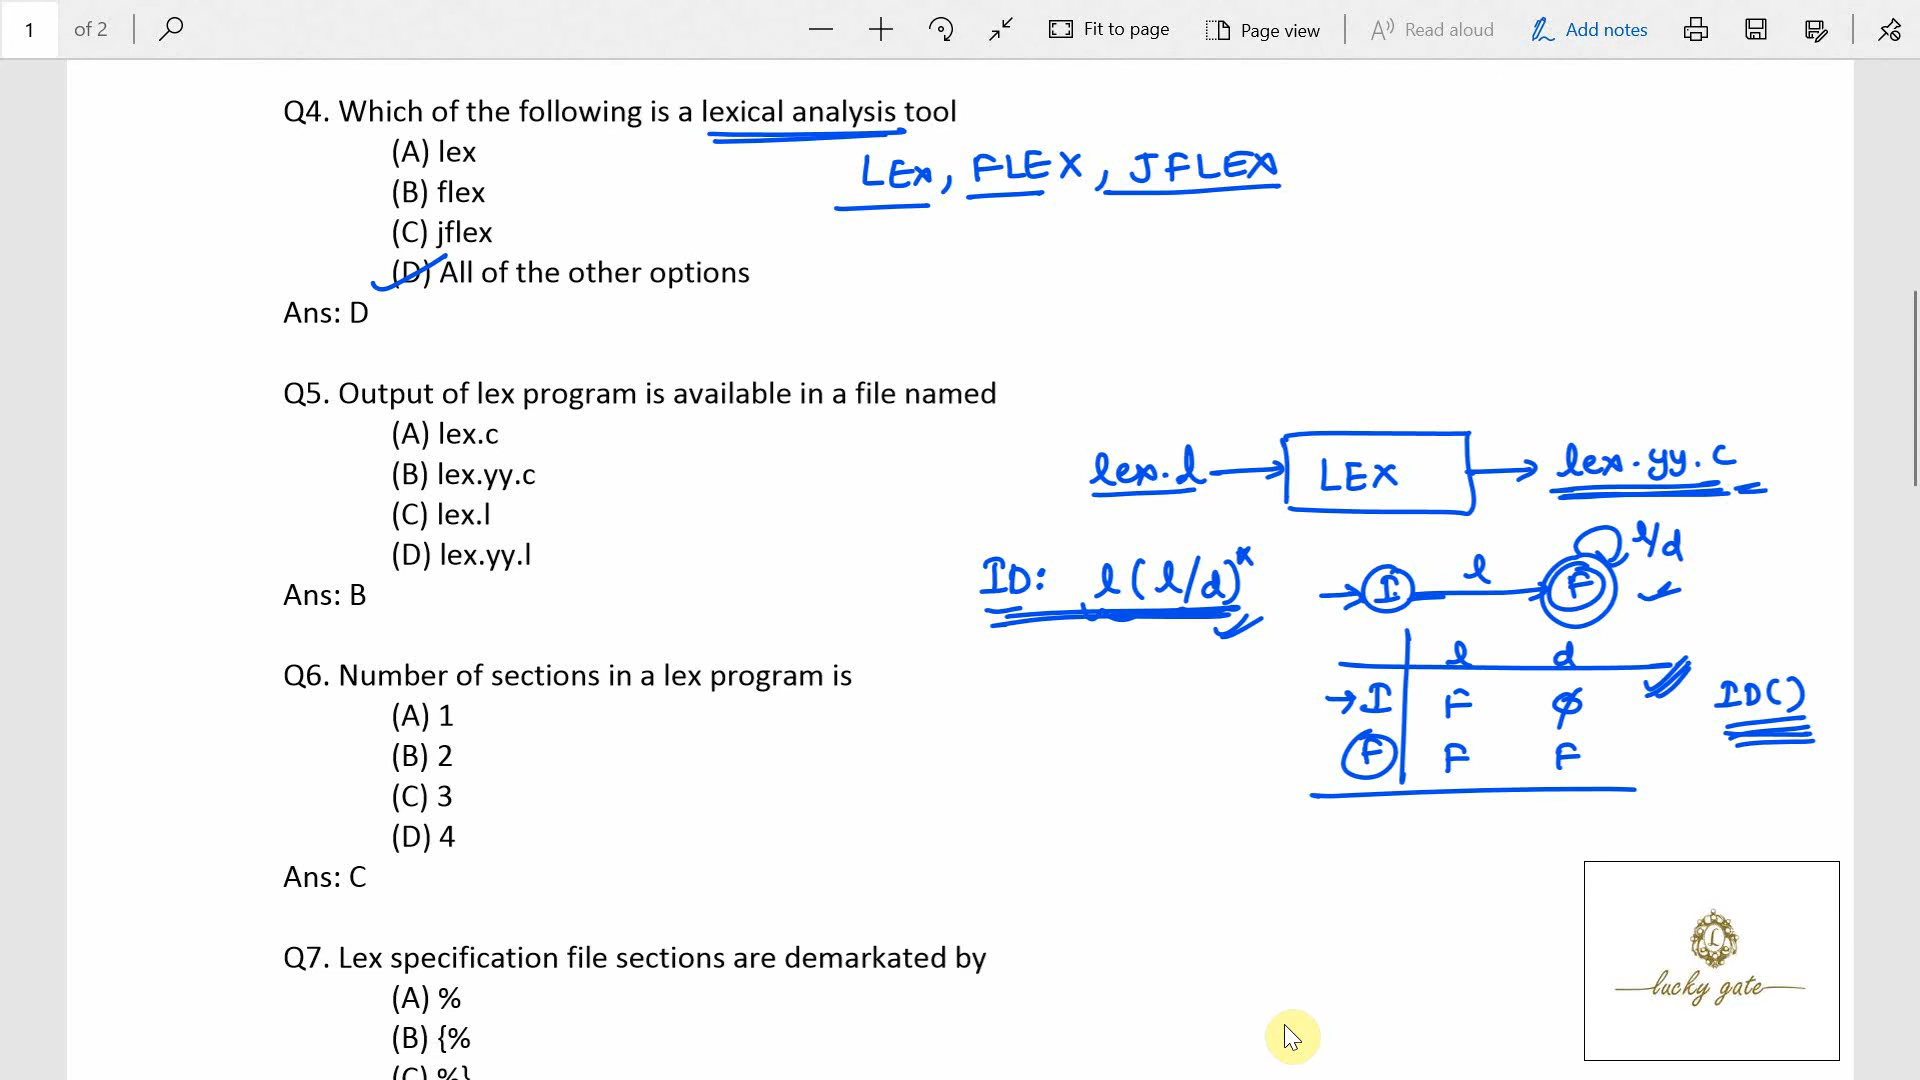 1 of 2 Fit to page Page view Read aloud Add notes
Q4. Which of the following is a lexical analysis tool
(A) lex
LEX, FLEX, JFLEX
(B) flex
(C) jflex
(D) All of the other options
Ans: D
Q5. Output of lex program is available in a file named
(A) lex.c
(B) lex.yy.c
lex.l → LEX → lex.yy.c
(C) lex.l
(D) lex.yy.l
l/d
ID: l(l/d)*
→ I l F
Ans: B
l d
Q6. Number of sections in a lex program is
→ I F ϕ
ID()
(A) 1
(B) 2
F F F
(C) 3
(D) 4
Ans: C
Q7. Lex specification file sections are demarkated by
L
lucky gate
(A) %
(B) {%
(C) %}